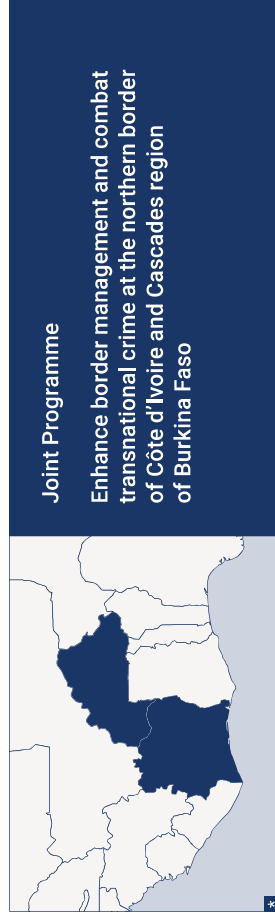 Joint Programme
Enhance border management and combat
transnational crime at the northern border
of Côte d'Ivoire and Cascades region
of Burkina Faso
*